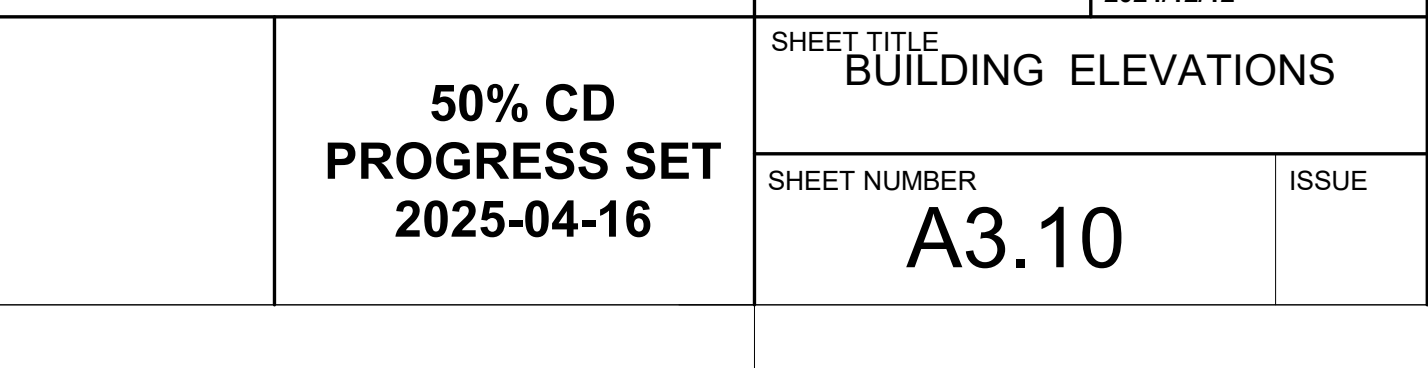 50% CD
PROGRESS SET
2025-04-16
SHEET TITLE
BUILDING ELEVATIONS
SHEET NUMBER
A3.10
ISSUE